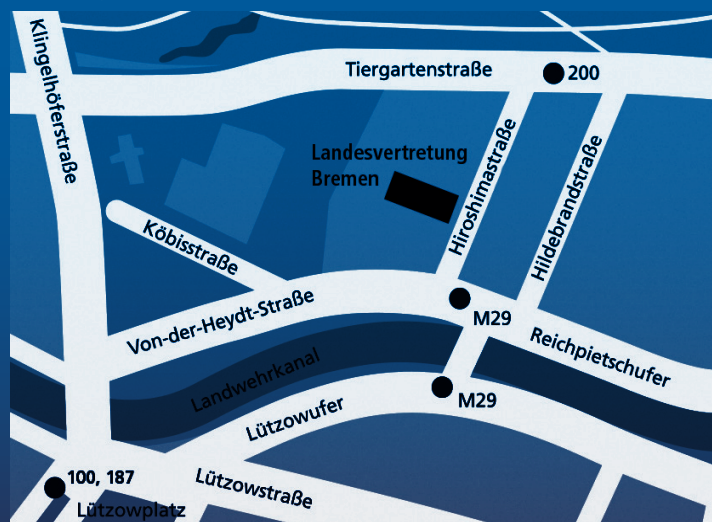 Klingelhöferstraße
Tiergartenstraße
200
Landesvertretung
Bremen
Hiroshimastraße
Hildebrandstraße
Köbisstraße
Von-der-Heydt-Straße
M29
Reichpietschufer
Landwehrkanal
M29
Lützowufer
100, 187
Lützowstraße
Lützowplatz